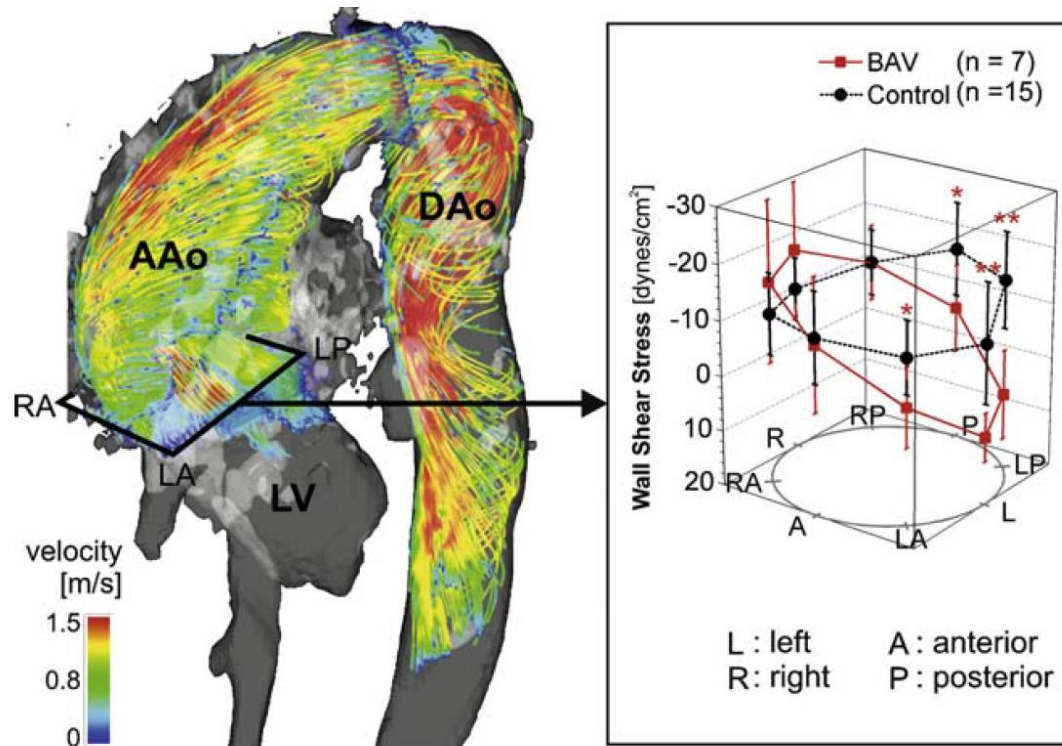 AAo
DAo
RA
LP
LA
LV
velocity
[m/s]
1.5
0.8
0
BAV (n = 7)
Control (n =15)
Wall Shear Stress [dynes/cm²]
-30
-20
-10
0
10
20
*
**
**
*
RP
P
R
LP
RA
L
A
LA
L : left A : anterior
R : right P : posterior